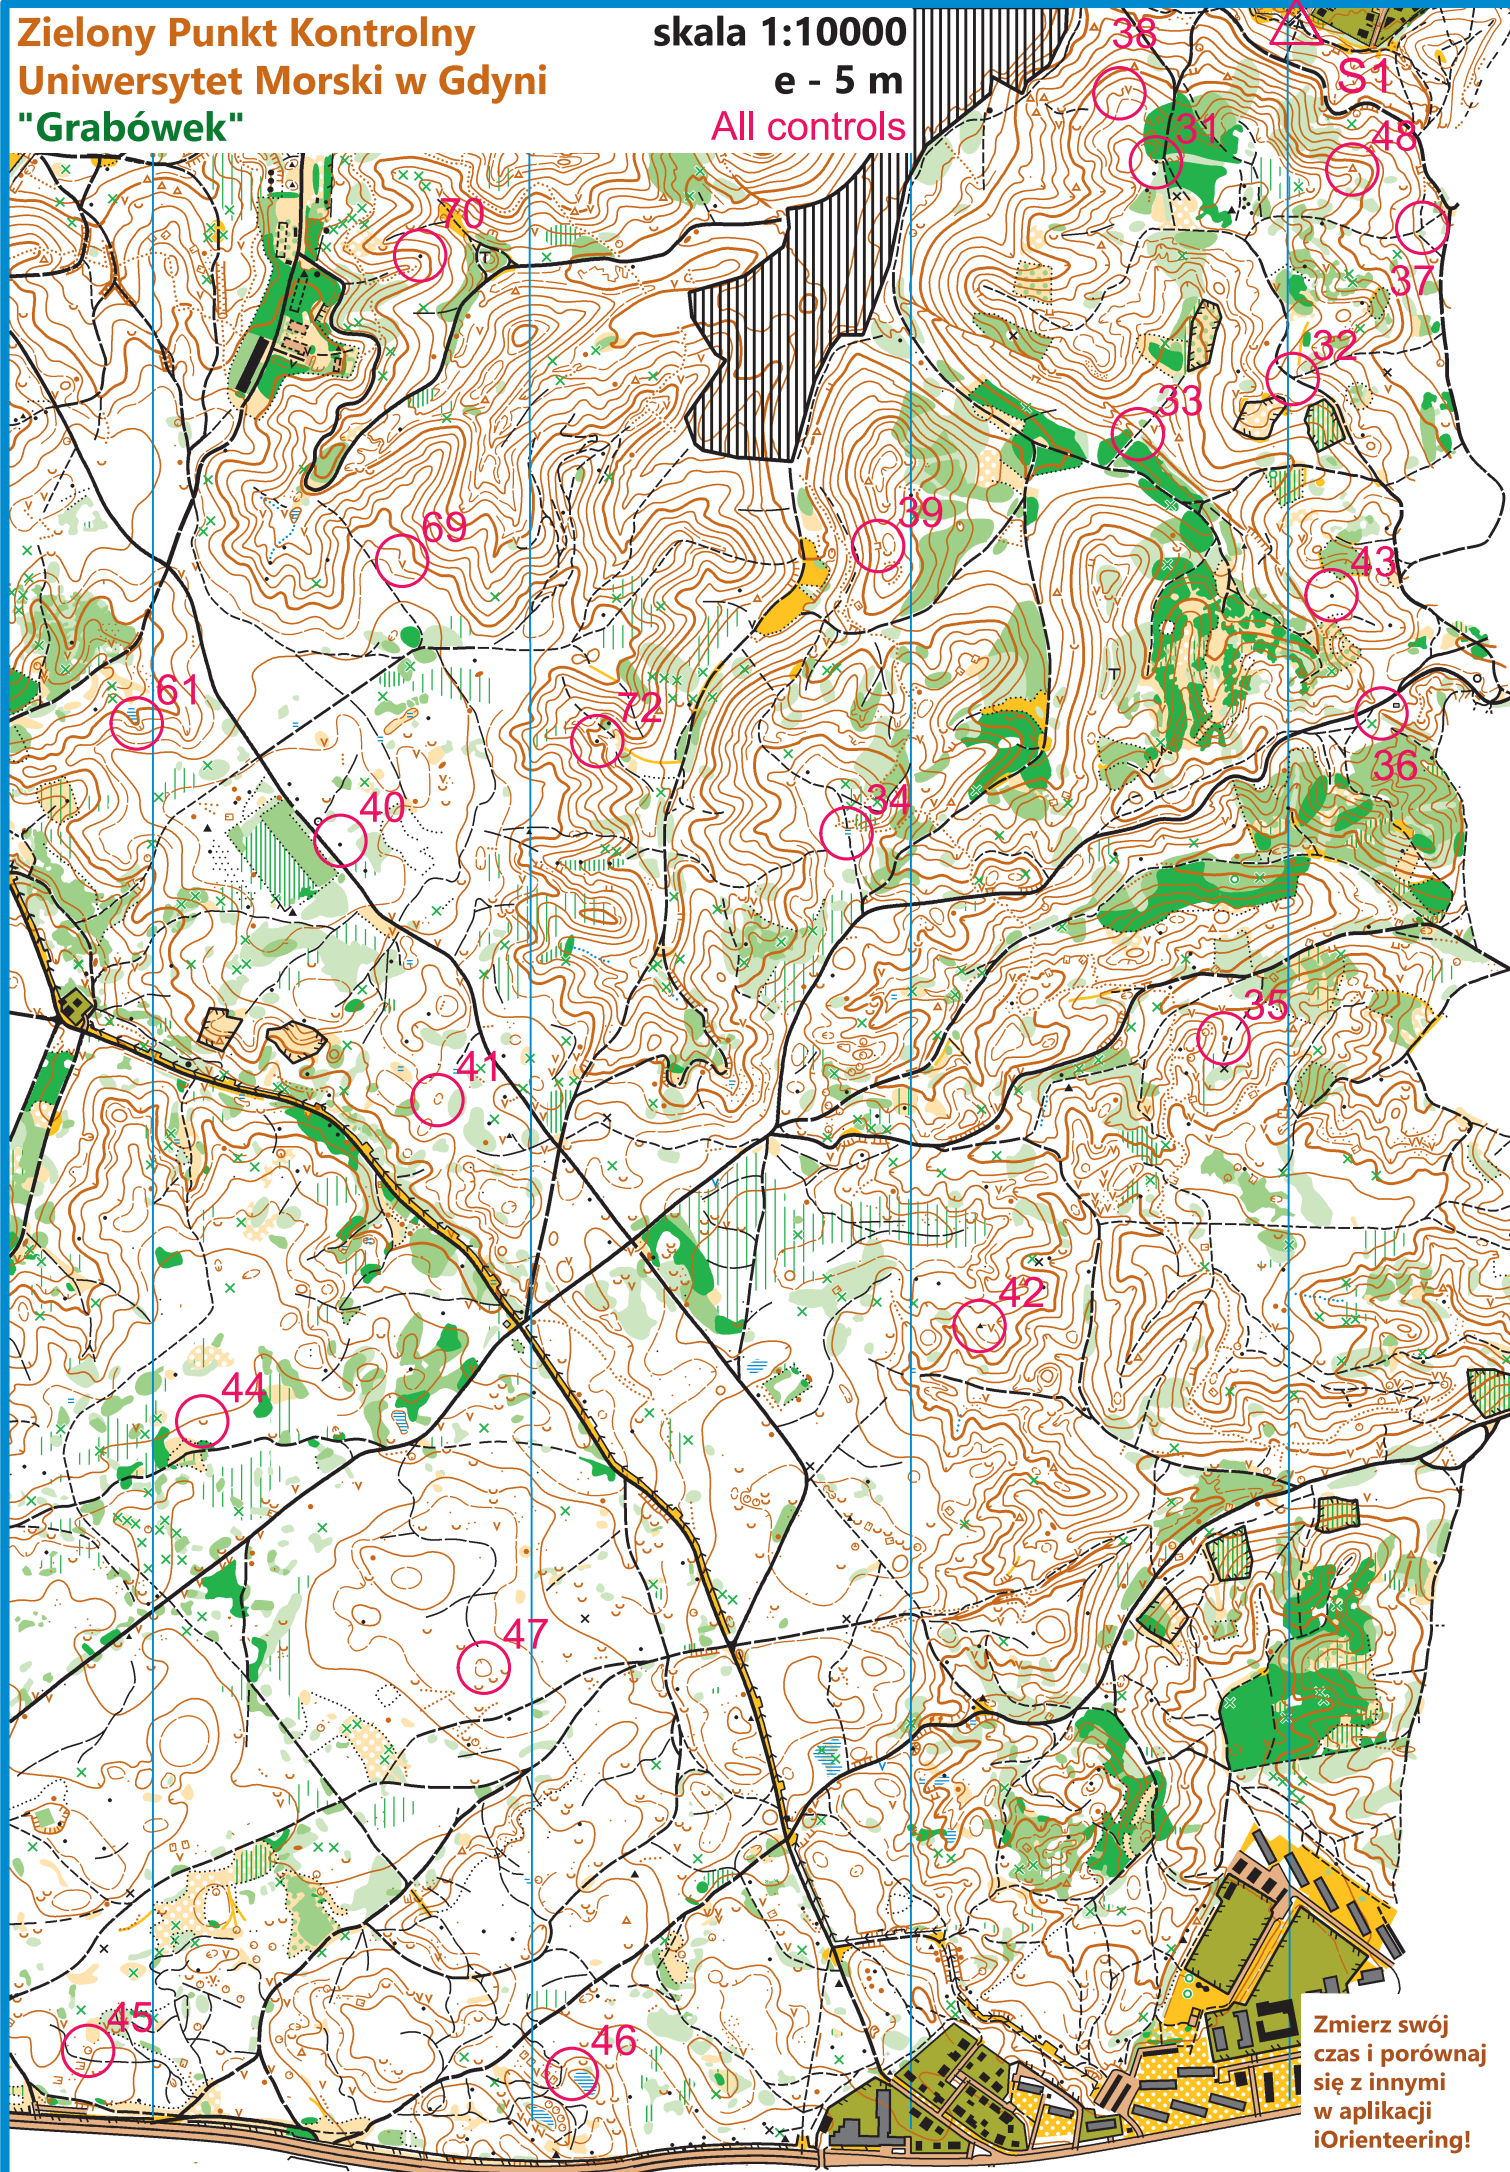 Zielony Punkt Kontrolny
Uniwersytet Morski w Gdyni
"Grabówek"
skala 1:10000
e - 5 m
All controls
38
S1
31
48
70
37
32
33
39
69
43
61
72
36
40
34
35
41
42
44
47
45
46
Zmierz swój
czas i porównaj
się z innymi
w aplikacji
iOrienteering!